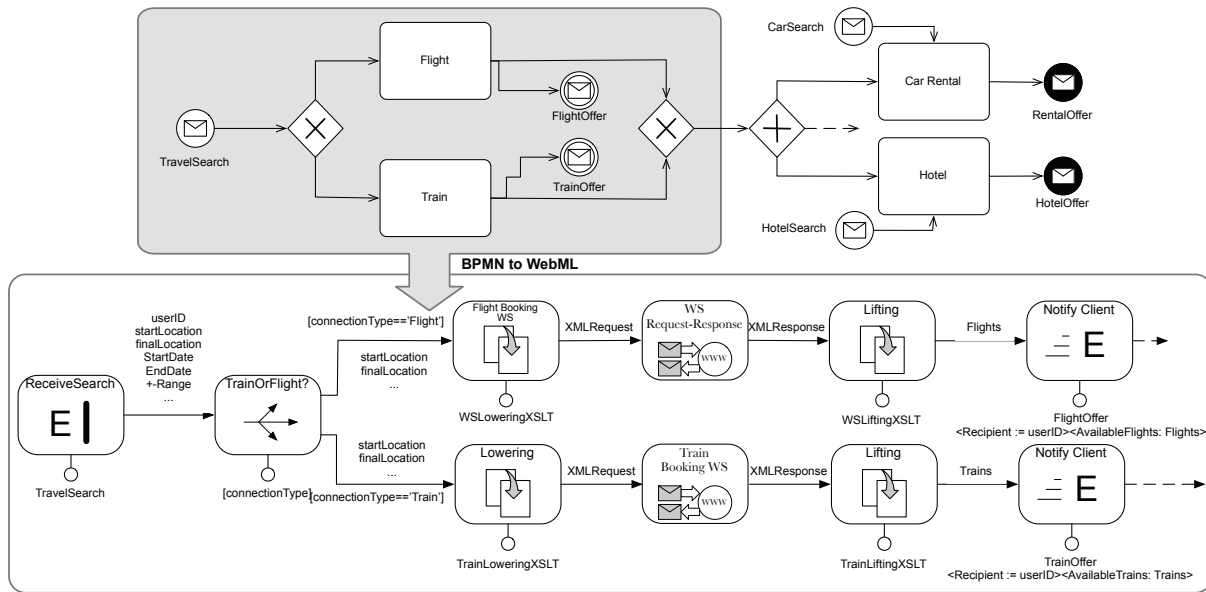 CarSearch
Flight
Car Rental
FlightOffer
RentalOffer
TravelSearch
TrainOffer
Train
Hotel
HotelOffer
HotelSearch
BPMN to WebML
userID
startLocation
finalLocation
StartDate
EndDate
+-Range
...
[connectionType=='Flight']
startLocation
finalLocation
...
Flight Booking
WS
XMLRequest
WS
Request-Response
WWW
XMLResponse
Lifting
Flights
Notify Client
E
ReceiveSearch
E
TrainOrFlight?
WSLoweringXSLT
WSLiftingXSLT
FlightOffer
<Recipient := userID><AvailableFlights: Flights>
TravelSearch
[connectionType]
startLocation
finalLocation
...
[connectionType=='Train']
Lowering
XMLRequest
Train
Booking WS
WWW
XMLResponse
Lifting
Trains
Notify Client
E
TrainLoweringXSLT
TrainLiftingXSLT
TrainOffer
<Recipient := userID><AvailableTrains: Trains>